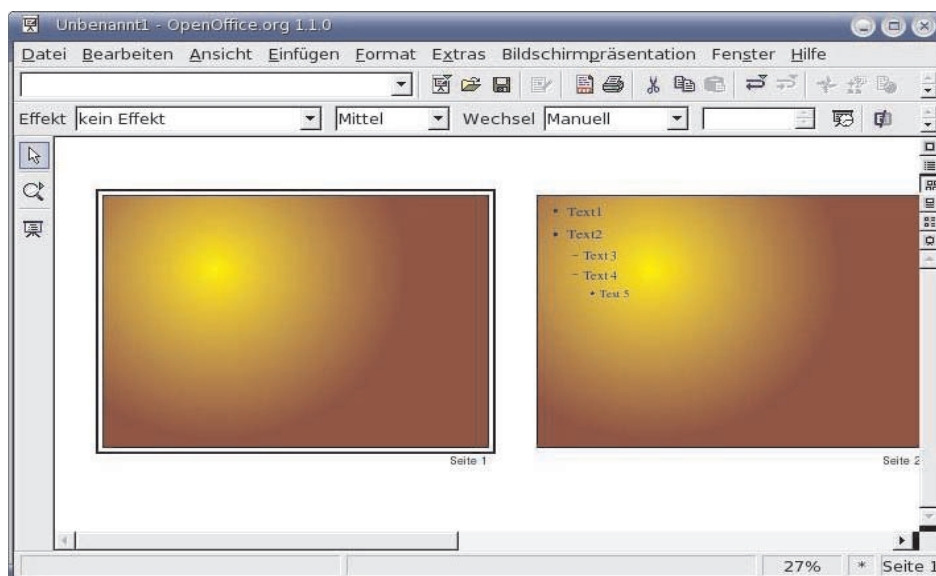 Unbenannt1 - OpenOffice.org 1.1.0
Datei Bearbeiten Ansicht Einfügen Format Extras Bildschirmpräsentation Fenster Hilfe
Effekt kein Effekt Mittel Wechsel Manuell
• Text1
• Text2
– Text 3
– Text 4
• Text 5
Seite 1
Seite 2
27% * Seite 1